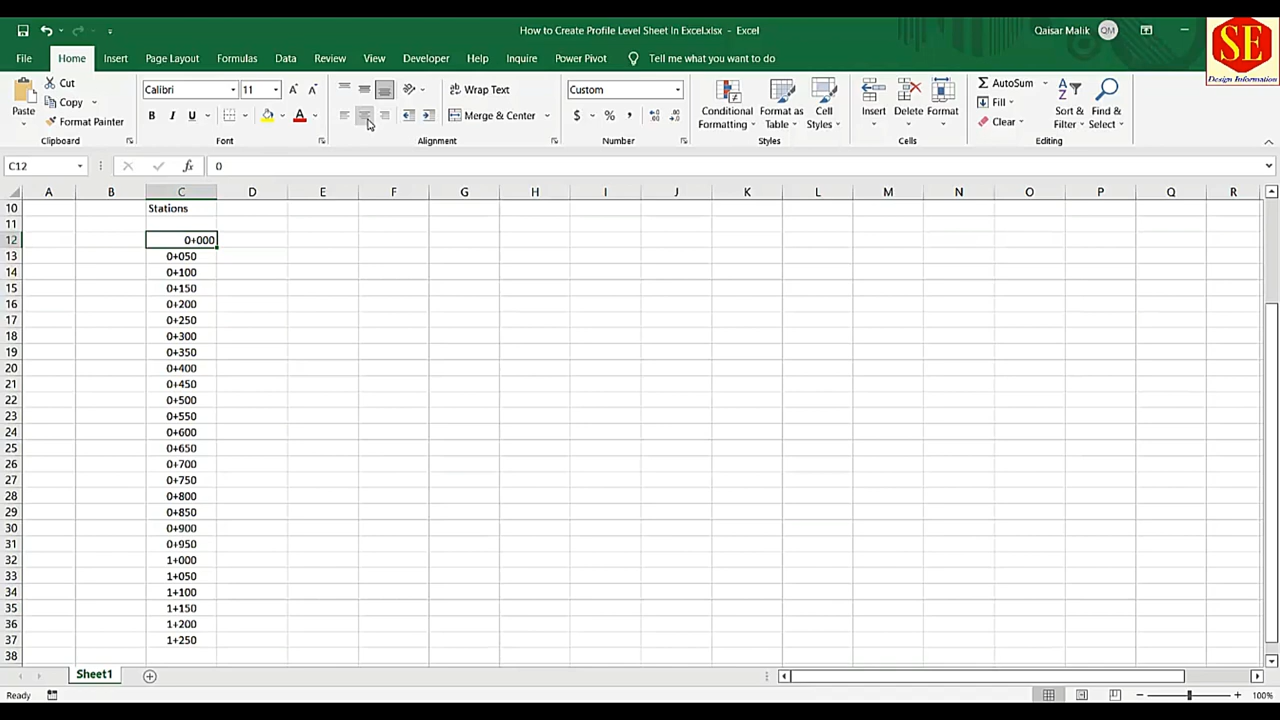 How to Create Profile Level Sheet In Excel.xlsx - Excel
Qaisar Malik QM
SE
Design Information
File Home Insert Page Layout Formulas Data Review View Developer Help Inquire Power Pivot Tell me what you want to do
Paste
Cut
Copy
Format Painter
Calibri 11
B I U
Wrap Text
Merge & Center
Custom
$ % ,
Conditional Formatting
Format as Table
Cell Styles
Insert
Delete
Format
AutoSum
Fill
Clear
Sort & Filter
Find & Select
Clipboard Font Alignment Number Styles Cells Editing
C12 fx 0
A B C D E F G H I J K L M N O P Q R
10 Stations
11
12 0+000
13 0+050
14 0+100
15 0+150
16 0+200
17 0+250
18 0+300
19 0+350
20 0+400
21 0+450
22 0+500
23 0+550
24 0+600
25 0+650
26 0+700
27 0+750
28 0+800
29 0+850
30 0+900
31 0+950
32 1+000
33 1+050
34 1+100
35 1+150
36 1+200
37 1+250
38
Sheet1
Ready
100%